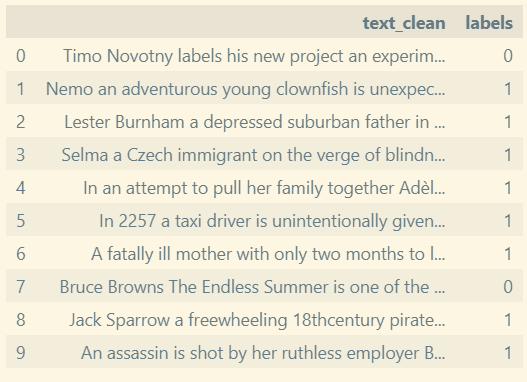 text_clean labels
0 Timo Novotny labels his new project an experim... 0
1 Nemo an adventurous young clownfish is unexpec... 1
2 Lester Burnham a depressed suburban father in ... 1
3 Selma a Czech immigrant on the verge of blindn... 1
4 In an attempt to pull her family together Adèl... 1
5 In 2257 a taxi driver is unintentionally given... 1
6 A fatally ill mother with only two months to l... 1
7 Bruce Browns The Endless Summer is one of the ... 0
8 Jack Sparrow a freewheeling 18thcentury pirate... 1
9 An assassin is shot by her ruthless employer B... 1